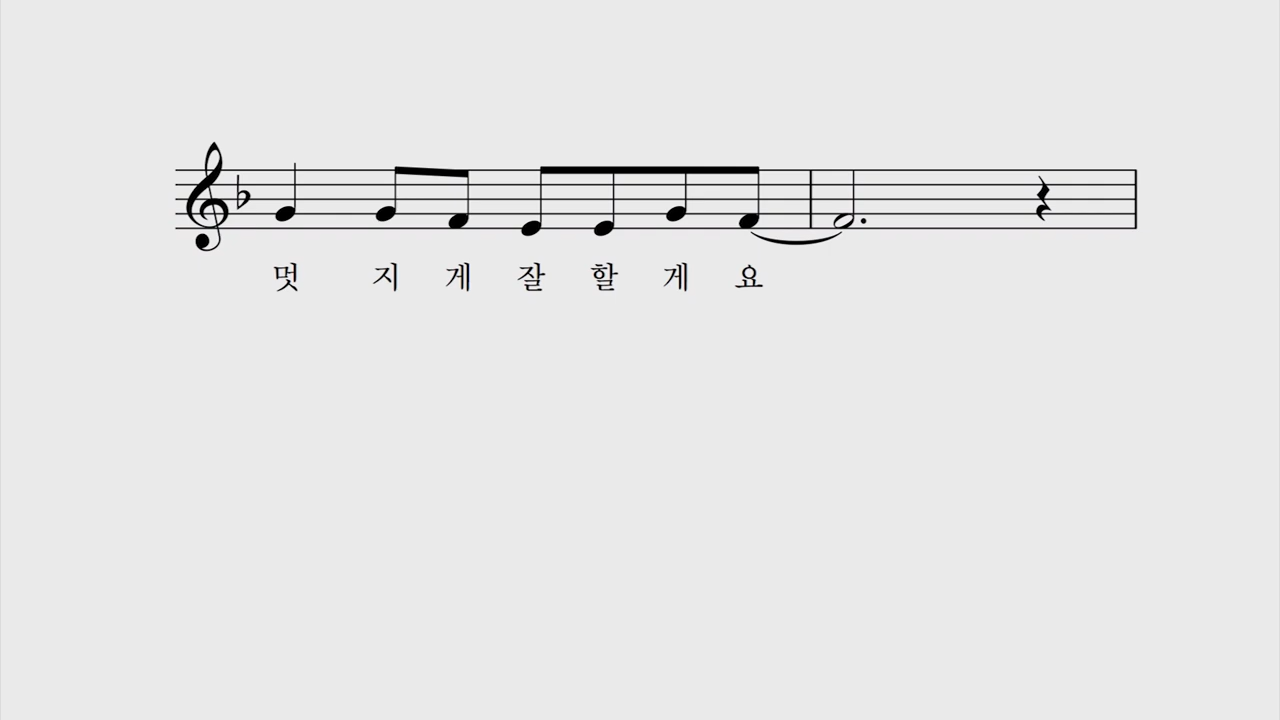 멋 지 게 잘 할 게 요